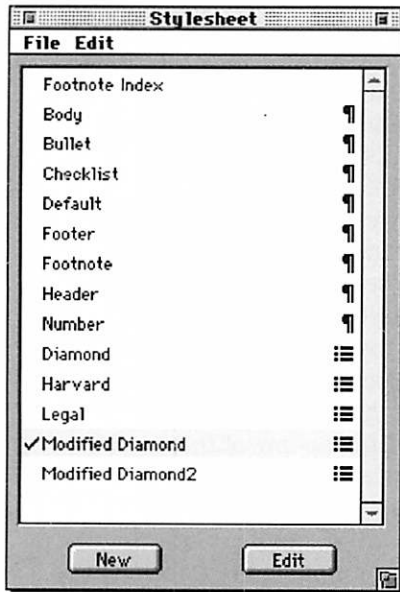 Stylesheet
File Edit
Footnote Index
Body ¶
Bullet ¶
Checklist ¶
Default ¶
Footer ¶
Footnote ¶
Header ¶
Number ¶
Diamond
Harvard
Legal
✓Modified Diamond
Modified Diamond2
New Edit